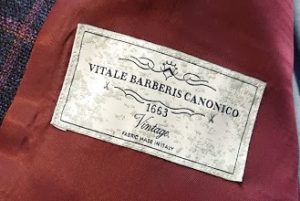 VITALE BARBERIS CANONICO
1663
Vintage
FABRIC MADE IN ITALY